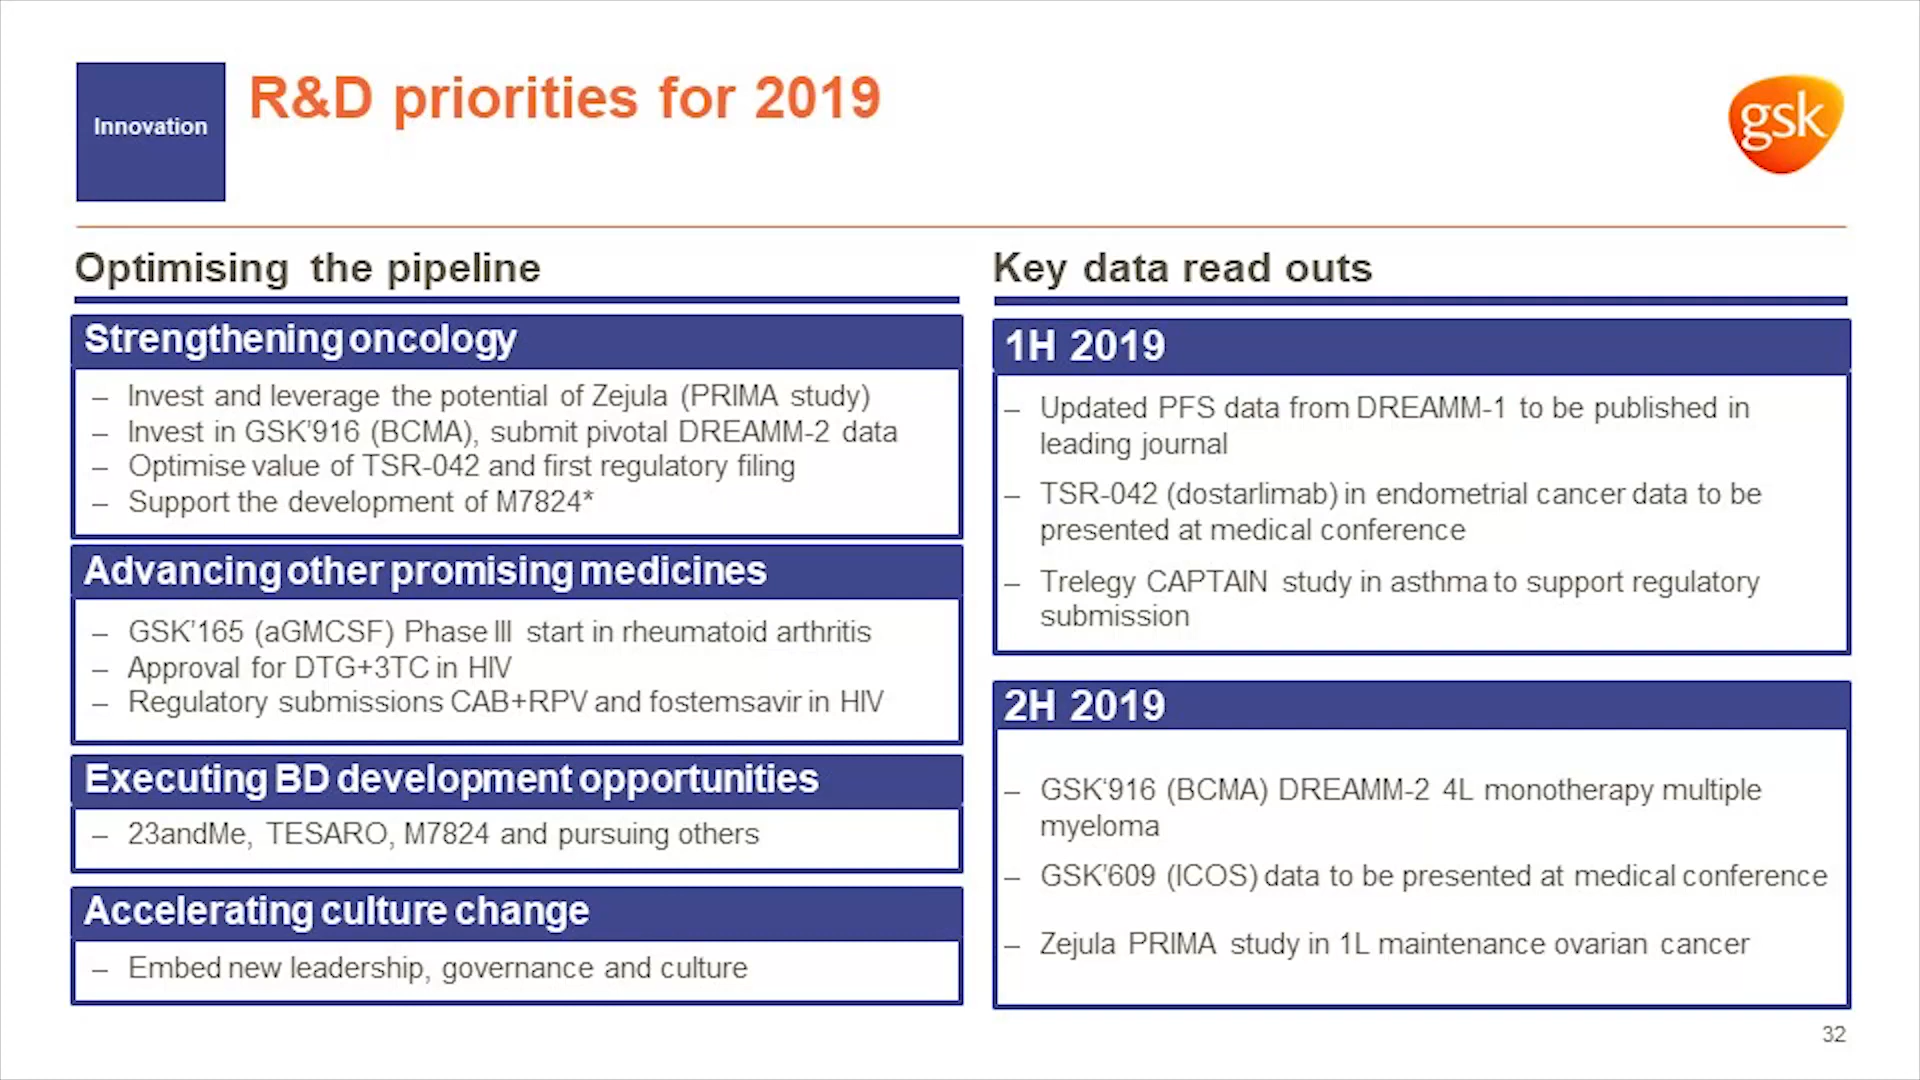 Innovation
R&D priorities for 2019
gsk
Optimising the pipeline
Strengthening oncology
– Invest and leverage the potential of Zejula (PRIMA study)
– Invest in GSK'916 (BCMA), submit pivotal DREAMM-2 data
– Optimise value of TSR-042 and first regulatory filing
– Support the development of M7824*
Advancing other promising medicines
– GSK'165 (aGMCSF) Phase III start in rheumatoid arthritis
– Approval for DTG+3TC in HIV
– Regulatory submissions CAB+RPV and fostemsavir in HIV
Executing BD development opportunities
– 23andMe, TESARO, M7824 and pursuing others
Accelerating culture change
– Embed new leadership, governance and culture
Key data read outs
1H 2019
– Updated PFS data from DREAMM-1 to be published in
leading journal
– TSR-042 (dostarlimab) in endometrial cancer data to be
presented at medical conference
– Trelegy CAPTAIN study in asthma to support regulatory
submission
2H 2019
– GSK‘916 (BCMA) DREAMM-2 4L monotherapy multiple
myeloma
– GSK'609 (ICOS) data to be presented at medical conference
– Zejula PRIMA study in 1L maintenance ovarian cancer
32